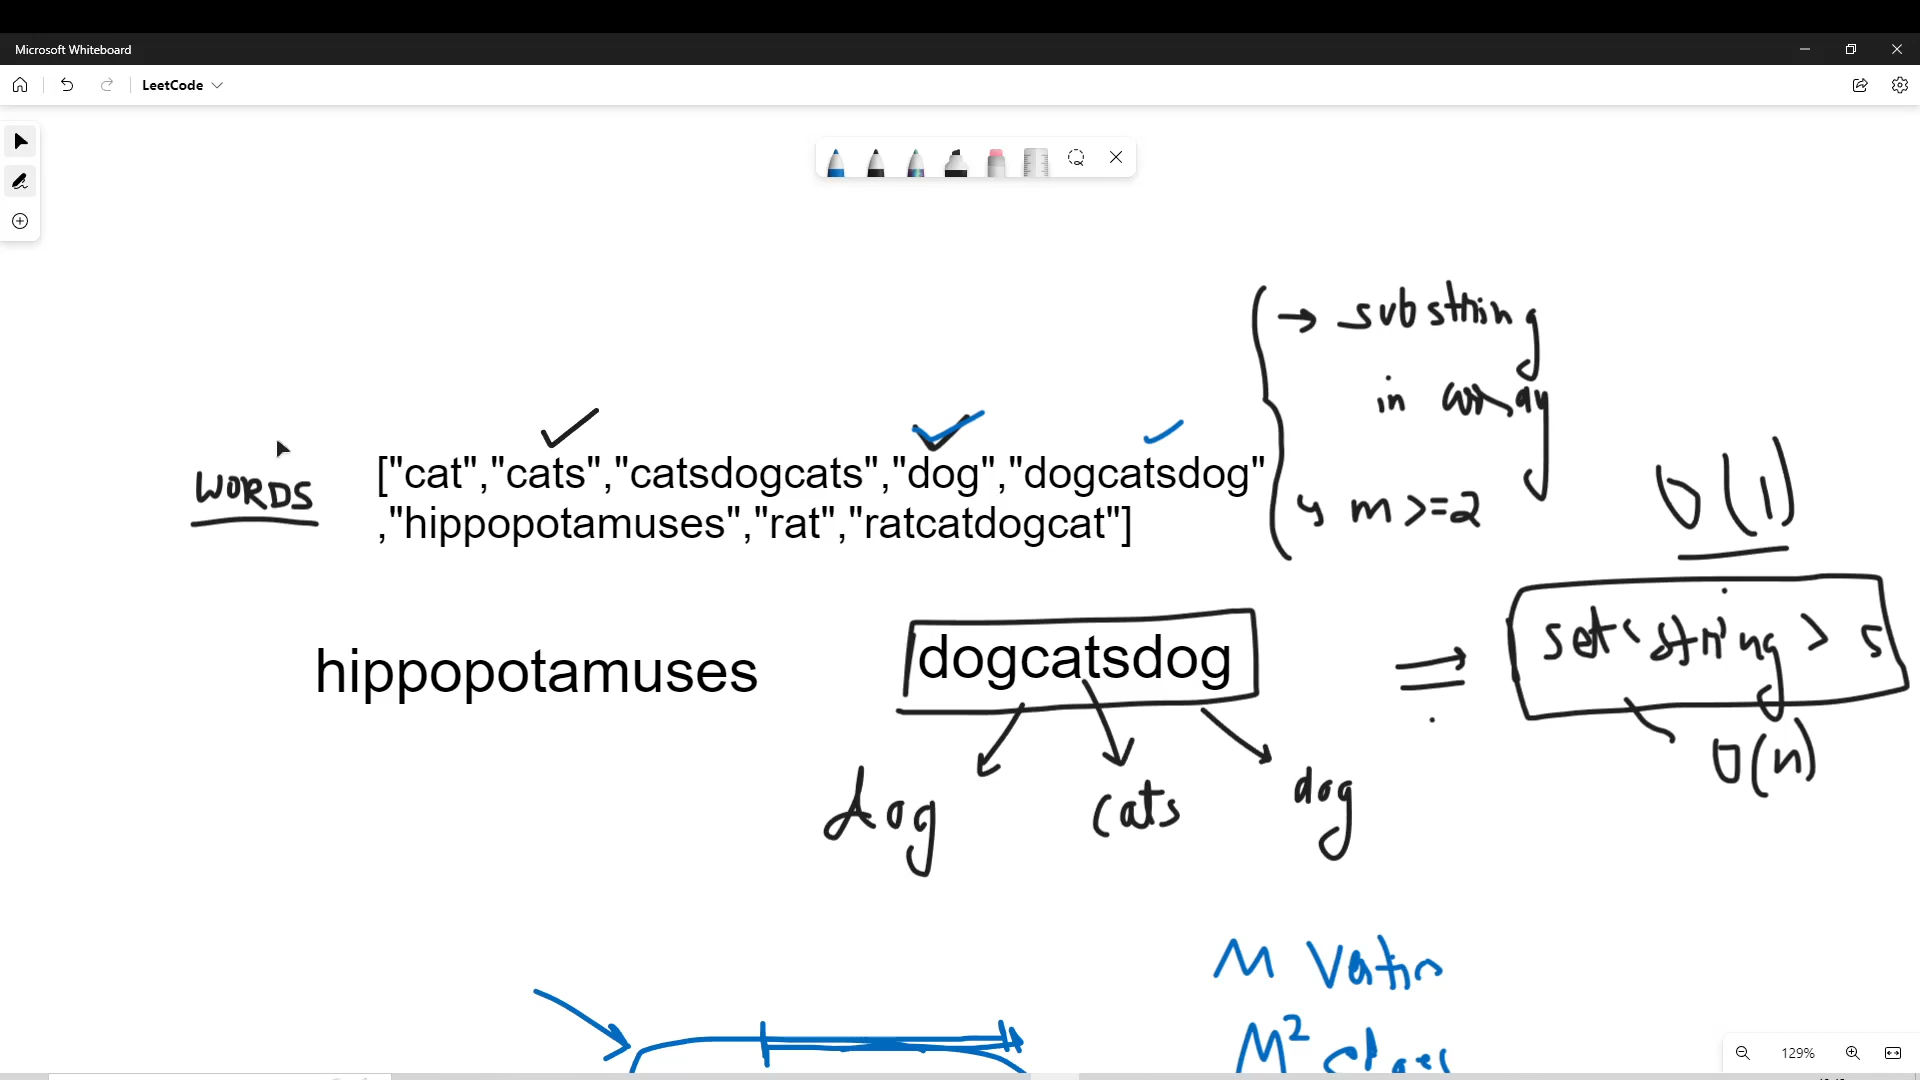 Microsoft Whiteboard
LeetCode
→ substring
in array
WORDS
["cat","cats","catsdogcats","dog","dogcatsdog"
,"hippopotamuses","rat","ratcatdogcat"]
↳ m >=2
O(1)
hippopotamuses
dogcatsdog
set<string> s
O(n)
dog
cats
dog
M
M²
129%